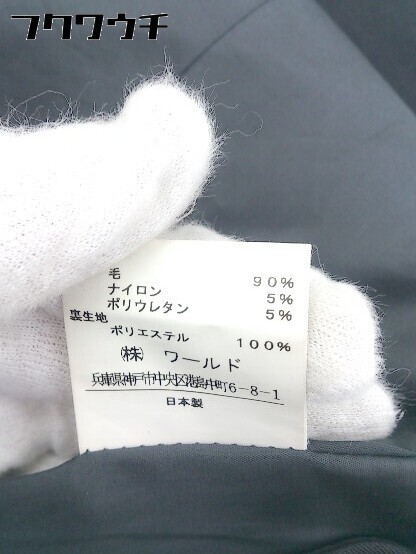 フクワウチ
毛 90%
ナイロン 5%
ポリウレタン 5%
裏生地
ポリエステル 100%
㈱ ワールド
兵庫県神戸市中央区港島中町6-8-1
日本製